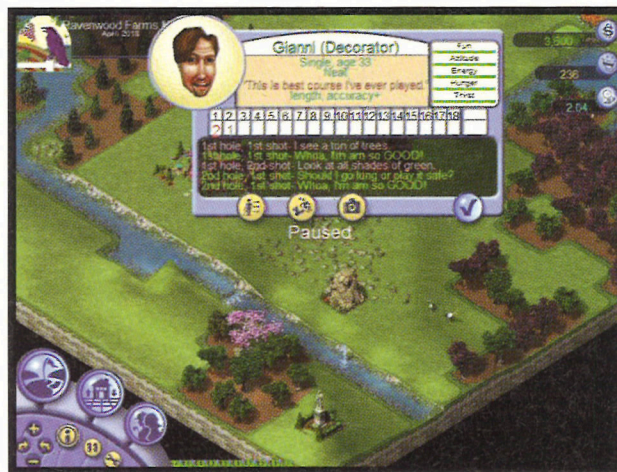 Ravenwood Farms
April, 2018
Gianni (Decorator)
Single, age 33
Neat
"This is best course I've ever played."
length, accuracy+
Fun
Attitude
Energy
Hunger
Thirst
3,600
236
2.04
1 2 3 4 5 6 7 8 9 10 11 12 13 14 15 16 17 18
2 1
1st hole, 1st shot- I see a ton of trees.
1st hole, 1st shot- Whoa, I'm am so GOOD!
1st hole, 2nd shot- Look at all shades of green.
2nd hole, 1st shot- Should I go long or play it safe?
2nd hole, 1st shot- Whoa, I'm am so GOOD!
Paused